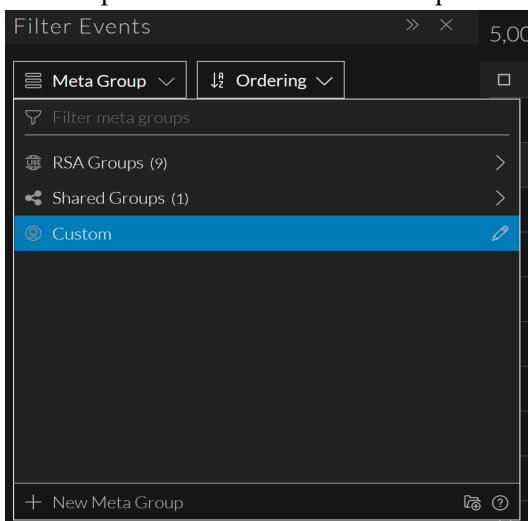 Filter Events
5,00
Meta Group
Ordering
Filter meta groups
LIVE RSA Groups (9)
Shared Groups (1)
Custom
New Meta Group